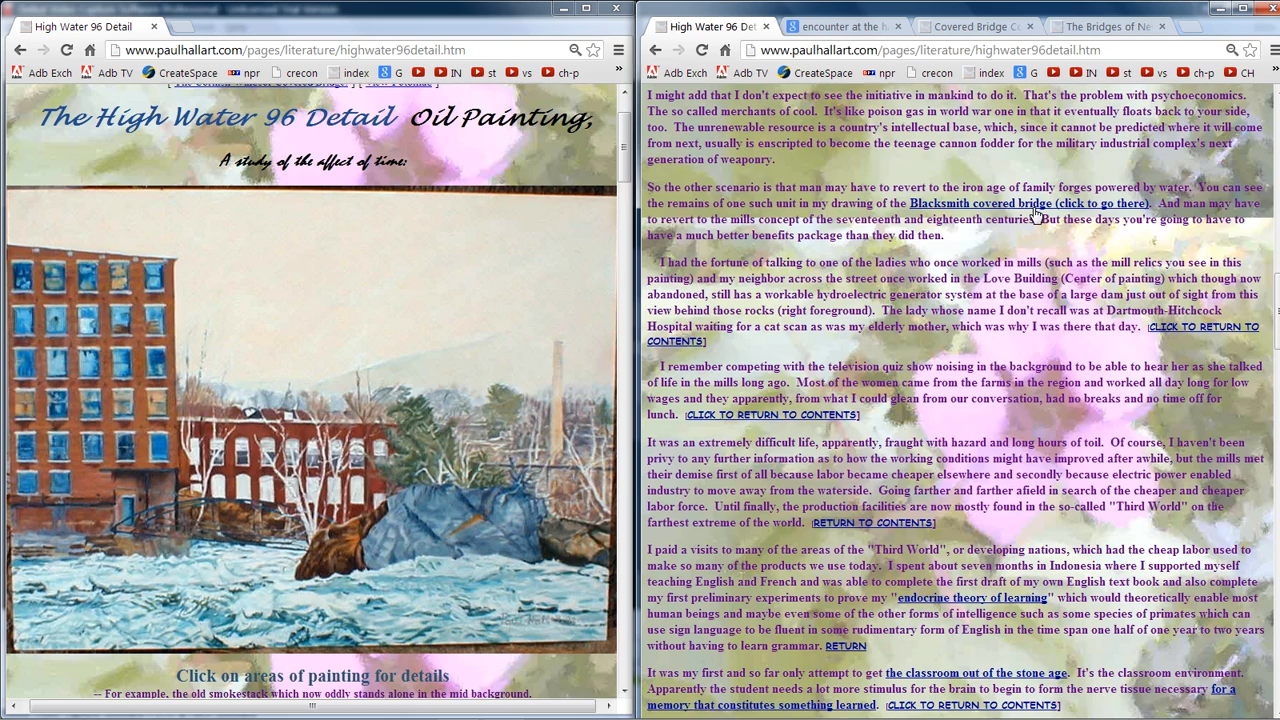 High Water 96 Detail
www.paulhallart.com/pages/literature/highwater96detail.htm
Adb Exch Adb TV CreateSpace npr crecon index G IN st vs ch-p
The High Water 96 Detail Oil Painting,
A study of the affect of time:
Click on areas of painting for details
-- For example, the old smokestack which now oddly stands alone in the mid background.
High Water 96 Det encounter at the h Covered Bridge C The Bridges of Ne
www.paulhallart.com/pages/literature/highwater96detail.htm
Adb Exch Adb TV CreateSpace npr crecon index G IN st vs ch-p CH
I might add that I don't expect to see the initiative in mankind to do it. That's the problem with psychoeconomics.
The so called merchants of cool. It's like poison gas in world war one in that it eventually floats back to your side,
too. The unrenewable resource is a country's intellectual base, which, since it cannot be predicted where it will come
from next, usually is enscripted to become the teenage cannon fodder for the military industrial complex's next
generation of weaponry.
So the other scenario is that man may have to revert to the iron age of family forges powered by water. You can see
the remains of one such unit in my drawing of the Blacksmith covered bridge (click to go there). And man may have
to revert to the mills concept of the seventeenth and eighteenth centuries. But these days you're going to have to
have a much better benefits package than they did then.
I had the fortune of talking to one of the ladies who once worked in mills (such as the mill relics you see in this
painting) and my neighbor across the street once worked in the Love Building (Center of painting) which though now
abandoned, still has a workable hydroelectric generator system at the base of a large dam just out of sight from this
view behind those rocks (right foreground). The lady whose name I don't recall was at Dartmouth-Hitchcock
Hospital waiting for a cat scan as was my elderly mother, which was why I was there that day. [CLICK TO RETURN TO
CONTENTS]
I remember competing with the television quiz show noising in the background to be able to hear her as she talked
of life in the mills long ago. Most of the women came from the farms in the region and worked all day long for low
wages and they apparently, from what I could glean from our conversation, had no breaks and no time off for
lunch. [CLICK TO RETURN TO CONTENTS]
It was an extremely difficult life, apparently, fraught with hazard and long hours of toil. Of course, I haven't been
privy to any further information as to how the working conditions might have improved after awhile, but the mills met
their demise first of all because labor became cheaper elsewhere and secondly because electric power enabled
industry to move away from the waterside. Going farther and farther afield in search of the cheaper and cheaper
labor force. Until finally, the production facilities are now mostly found in the so-called "Third World" on the
farthest extreme of the world. [RETURN TO CONTENTS]
I paid a visits to many of the areas of the "Third World", or developing nations, which had the cheap labor used to
make so many of the products we use today. I spent about seven months in Indonesia where I supported myself
teaching English and French and was able to complete the first draft of my own English text book and also complete
my first preliminary experiments to prove my "endocrine theory of learning" which would theoretically enable most
human beings and maybe even some of the other forms of intelligence such as some species of primates which can
use sign language to be fluent in some rudimentary form of English in the time span one half of one year to two years
without having to learn grammar. RETURN
It was my first and so far only attempt to get the classroom out of the stone age. It's the classroom environment.
Apparently the student needs a lot more stimulus for the brain to begin to form the nerve tissue necessary for a
memory that constitutes something learned. [CLICK TO RETURN TO CONTENTS]